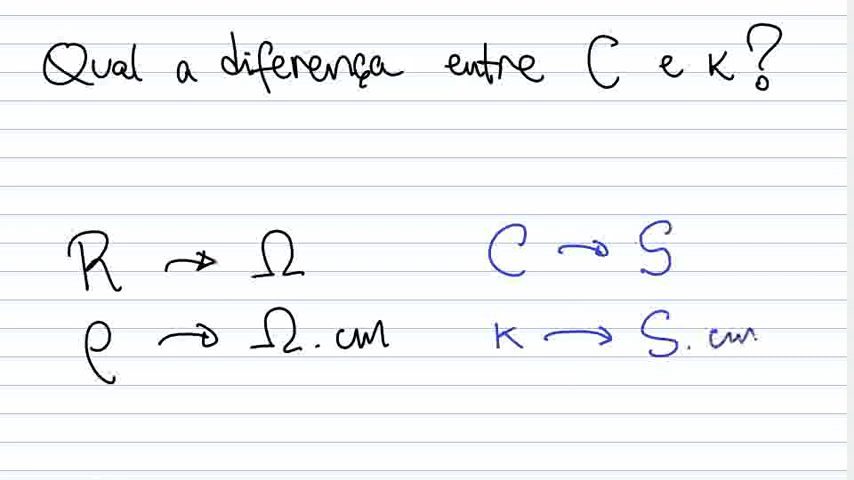 Qual a diferença entre C e κ?
R → Ω C → S
ρ → Ω.cm κ → S.cm